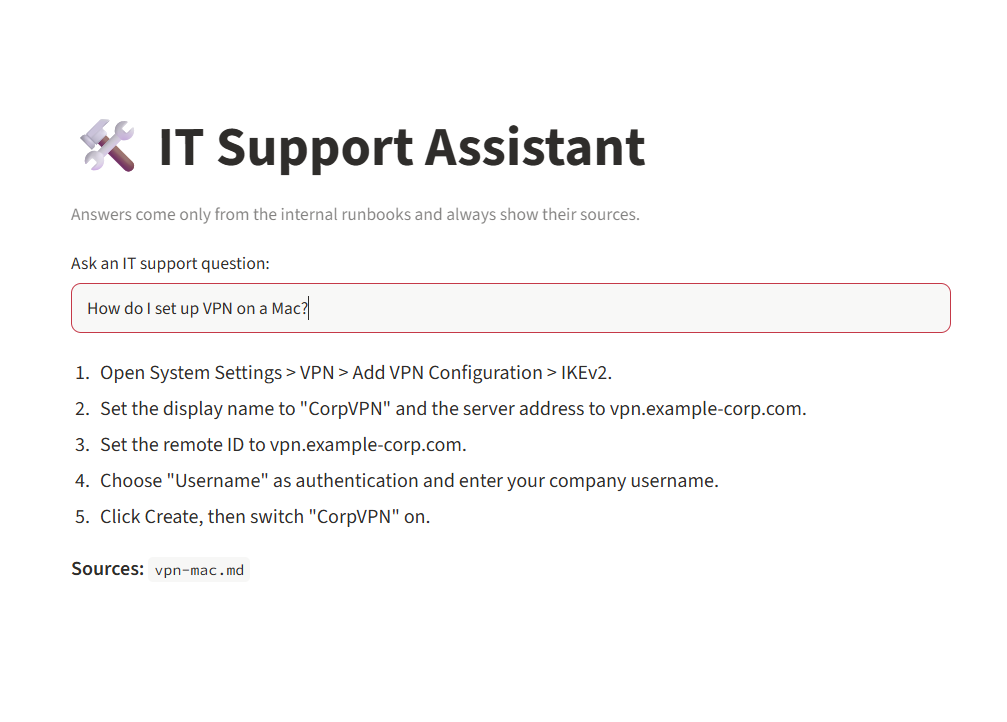 IT Support Assistant
Answers come only from the internal runbooks and always show their sources.
Ask an IT support question:
How do I set up VPN on a Mac?
1. Open System Settings > VPN > Add VPN Configuration > IKEv2.
2. Set the display name to "CorpVPN" and the server address to vpn.example-corp.com.
3. Set the remote ID to vpn.example-corp.com.
4. Choose "Username" as authentication and enter your company username.
5. Click Create, then switch "CorpVPN" on.
Sources: vpn-mac.md